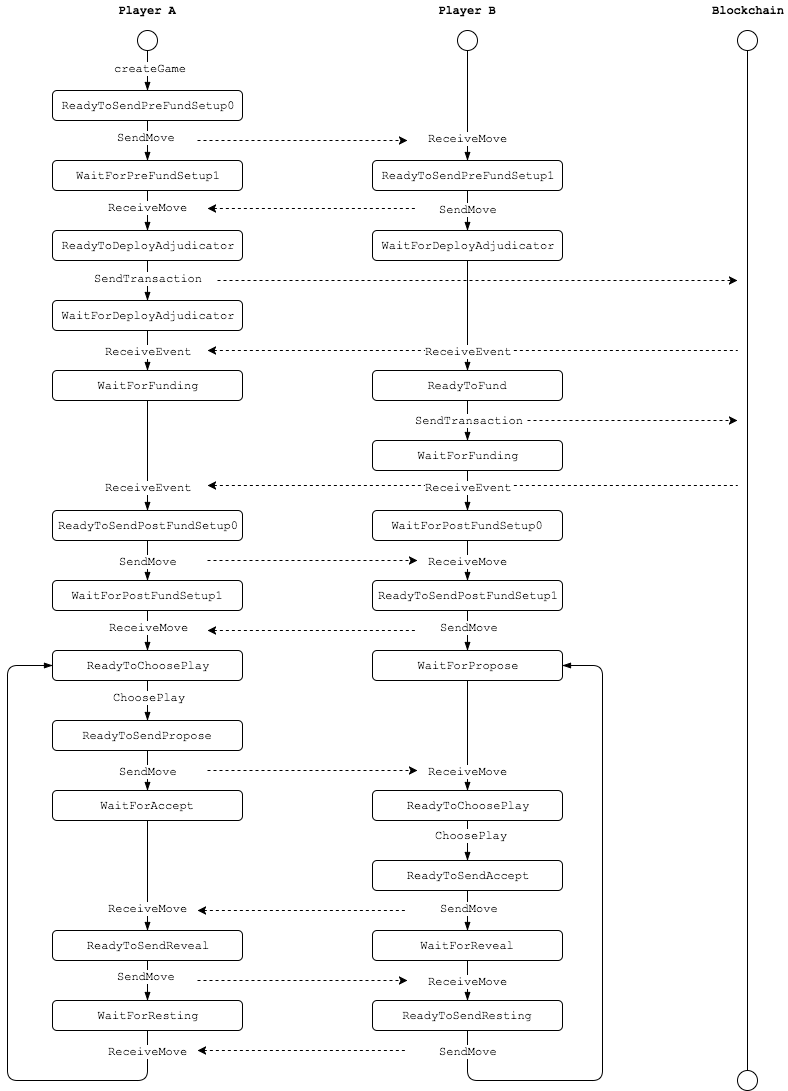 Player A Player B Blockchain
createGame
ReadyToSendPreFundSetup0
SendMove ReceiveMove
WaitForPreFundSetup1 ReadyToSendPreFundSetup1
ReceiveMove SendMove
ReadyToDeployAdjudicator WaitForDeployAdjudicator
SendTransaction
WaitForDeployAdjudicator
ReceiveEvent ReceiveEvent
WaitForFunding ReadyToFund
SendTransaction
WaitForFunding
ReceiveEvent ReceiveEvent
ReadyToSendPostFundSetup0 WaitForPostFundSetup0
SendMove ReceiveMove
WaitForPostFundSetup1 ReadyToSendPostFundSetup1
ReceiveMove SendMove
ReadyToChoosePlay WaitForPropose
ChoosePlay
ReadyToSendPropose
SendMove ReceiveMove
WaitForAccept ReadyToChoosePlay
ChoosePlay
ReadyToSendAccept
ReceiveMove SendMove
ReadyToSendReveal WaitForReveal
SendMove ReceiveMove
WaitForResting ReadyToSendResting
ReceiveMove SendMove